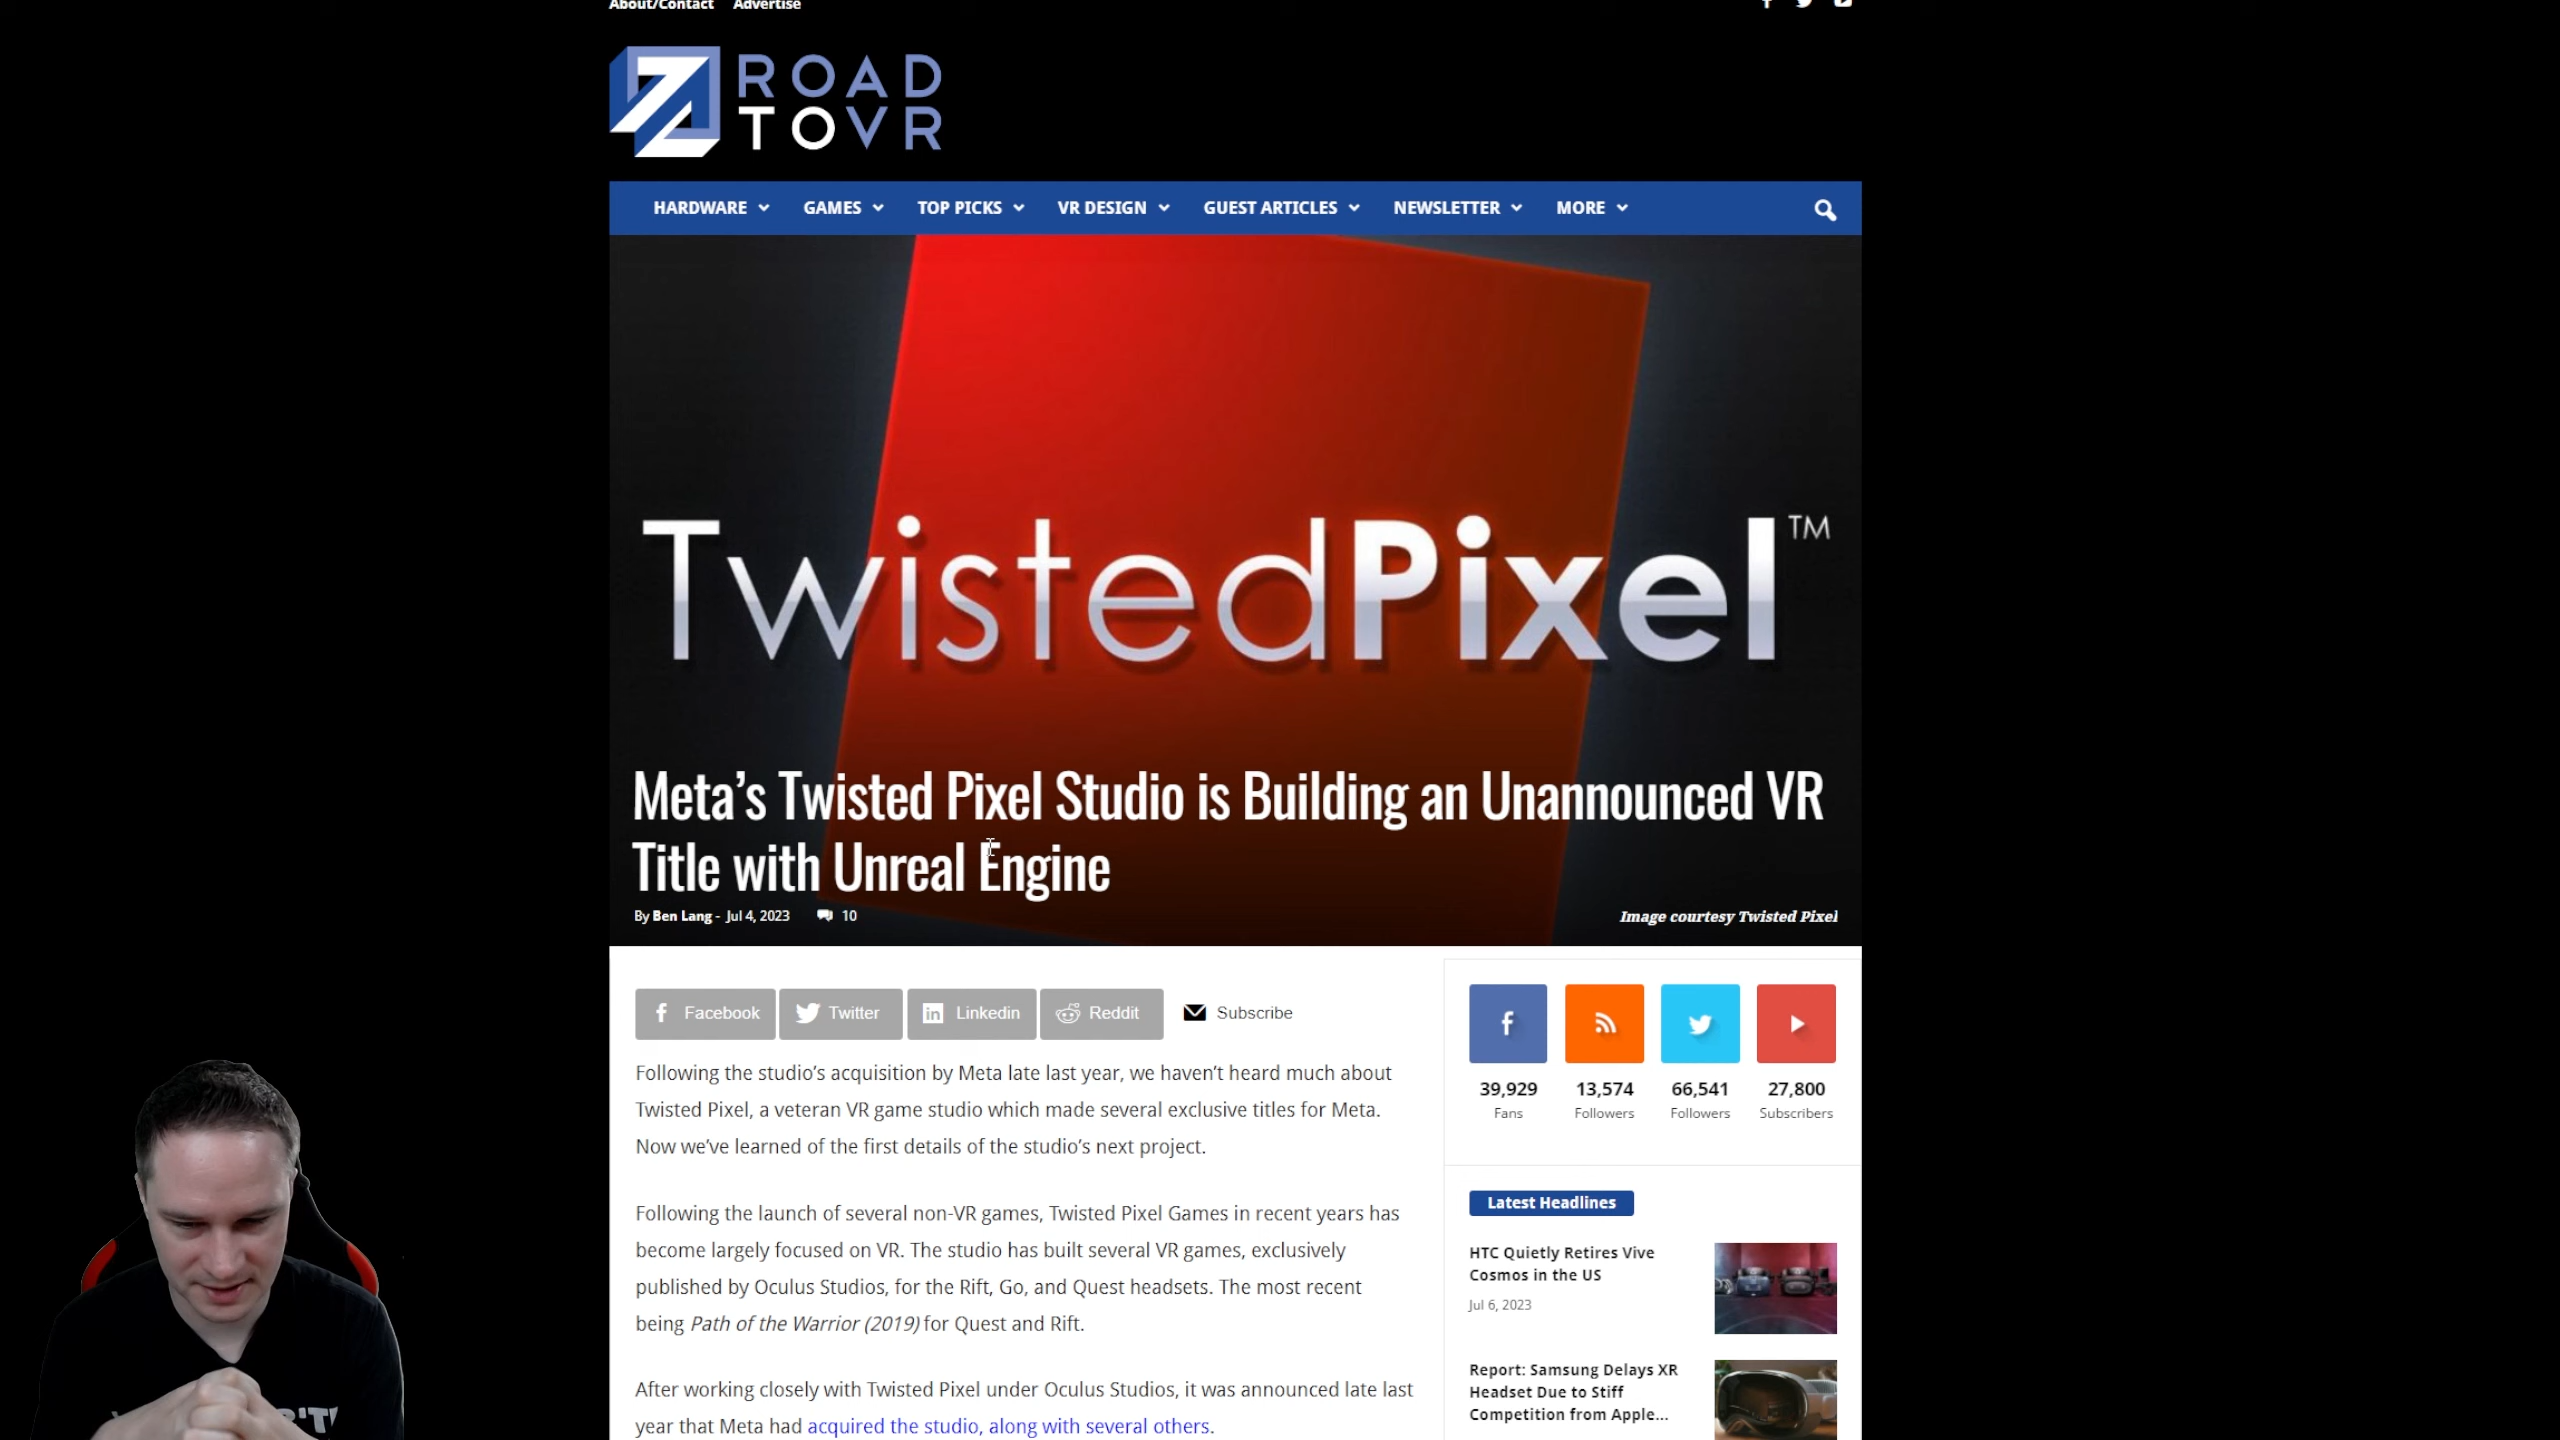 About/Contact Advertise
ROAD
TOVR
HARDWARE GAMES TOP PICKS VR DESIGN GUEST ARTICLES NEWSLETTER MORE
TwistedPixel™
Meta’s Twisted Pixel Studio is Building an Unannounced VR
Title with Unreal Engine
By Ben Lang - Jul 4, 2023 10
Image courtesy Twisted Pixel
Facebook Twitter Linkedin Reddit Subscribe
Following the studio’s acquisition by Meta late last year, we haven’t heard much about
Twisted Pixel, a veteran VR game studio which made several exclusive titles for Meta.
Now we’ve learned of the first details of the studio’s next project.
Following the launch of several non-VR games, Twisted Pixel Games in recent years has
become largely focused on VR. The studio has built several VR games, exclusively
published by Oculus Studios, for the Rift, Go, and Quest headsets. The most recent
being Path of the Warrior (2019) for Quest and Rift.
After working closely with Twisted Pixel under Oculus Studios, it was announced late last
year that Meta had acquired the studio, along with several others.
39,929 13,574 66,541 27,800
Fans Followers Followers Subscribers
Latest Headlines
HTC Quietly Retires Vive
Cosmos in the US
Jul 6, 2023
Report: Samsung Delays XR
Headset Due to Stiff
Competition from Apple...